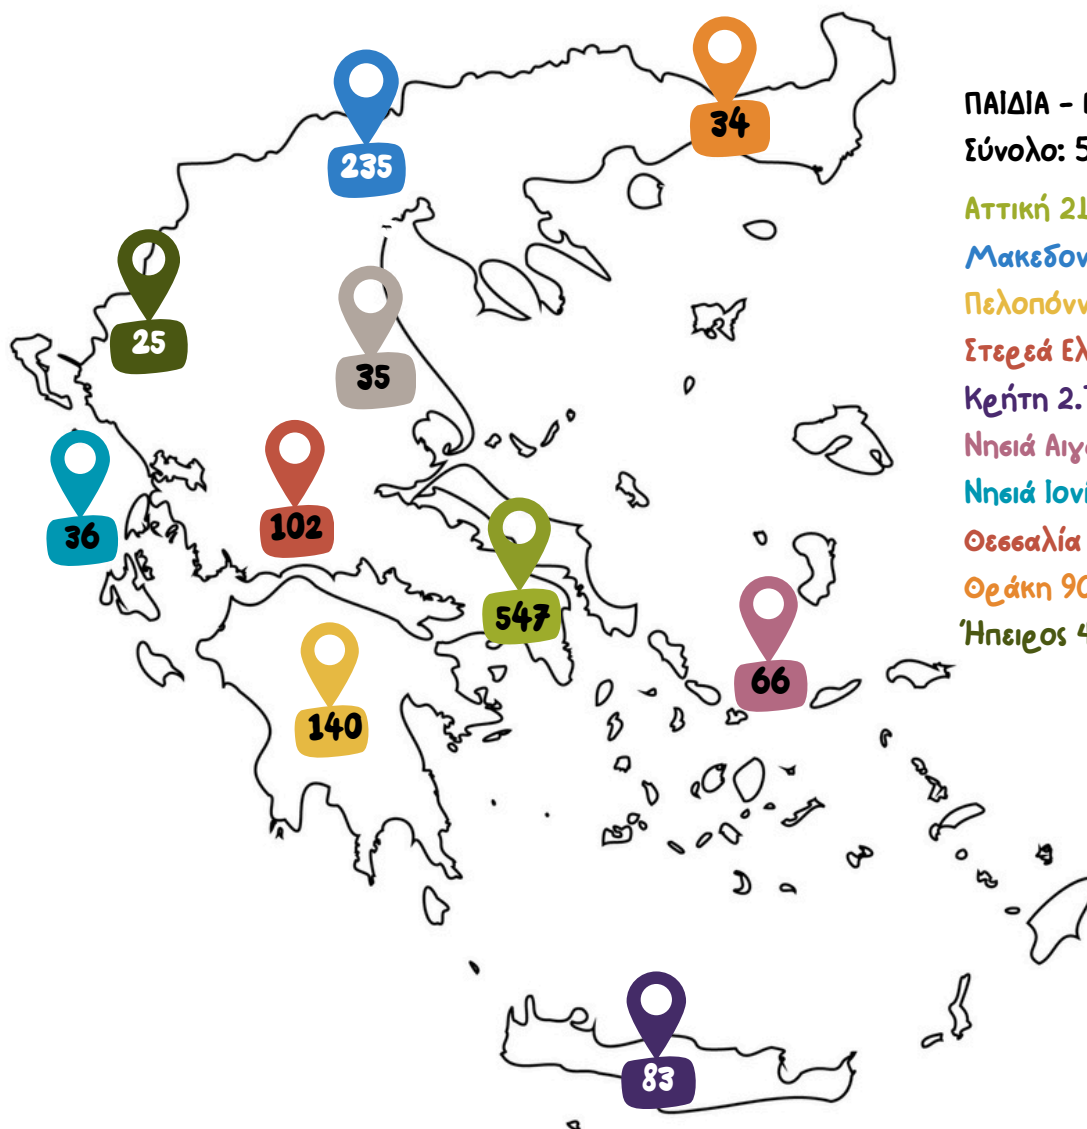 34
235
25
35
36
102
547
66
140
83
ΠΑΙΔΙΑ -
Σύνολο: 5
Αττική 21
Μακεδον
Πελοπόνν
Στερεά Ελ
Κρήτη 2.
Νησιά Αιγ
Νησιά Ιονί
Θεσσαλία
Θράκη 90
Ήπειρος 4